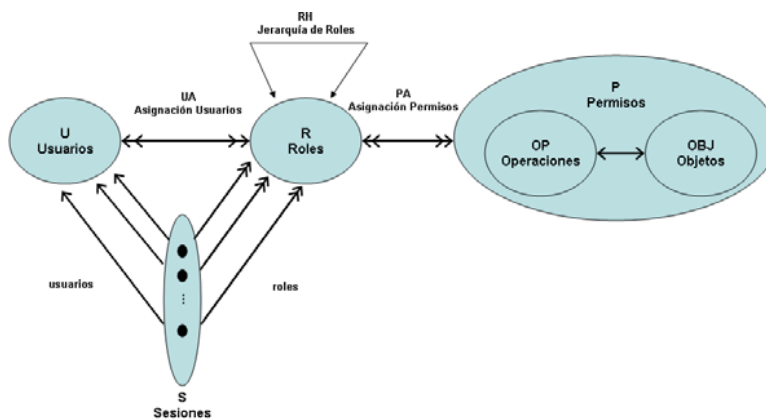 RH
Jerarquía de Roles
UA
Asignación Usuarios
PA
Asignación Permisos
P
Permisos
U
Usuarios
R
Roles
OP
Operaciones
OBJ
Objetos
usuarios
roles
S
Sesiones